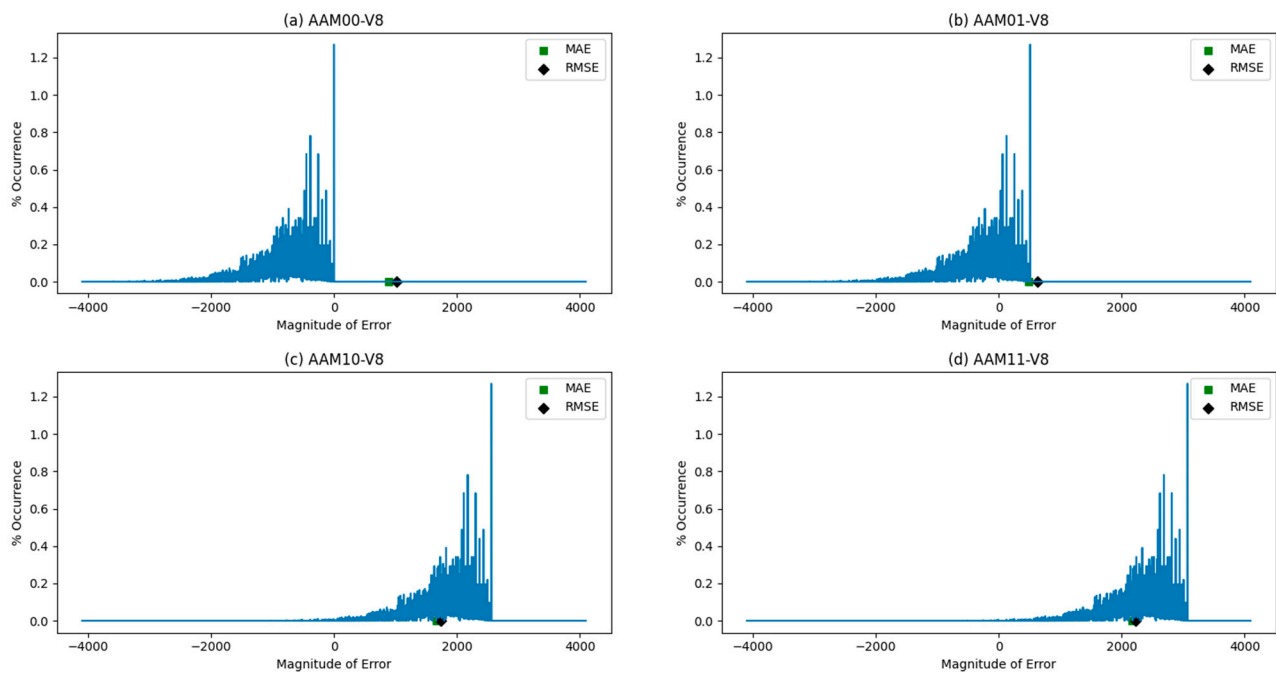 (a) AAM00-V8
% Occurrence
1.2
1.0
0.8
0.6
0.4
0.2
0.0
MAE
RMSE
−4000 −2000 0 2000 4000
Magnitude of Error
(b) AAM01-V8
% Occurrence
1.2
1.0
0.8
0.6
0.4
0.2
0.0
MAE
RMSE
−4000 −2000 0 2000 4000
Magnitude of Error
(c) AAM10-V8
% Occurrence
1.2
1.0
0.8
0.6
0.4
0.2
0.0
MAE
RMSE
−4000 −2000 0 2000 4000
Magnitude of Error
(d) AAM11-V8
% Occurrence
1.2
1.0
0.8
0.6
0.4
0.2
0.0
MAE
RMSE
−4000 −2000 0 2000 4000
Magnitude of Error